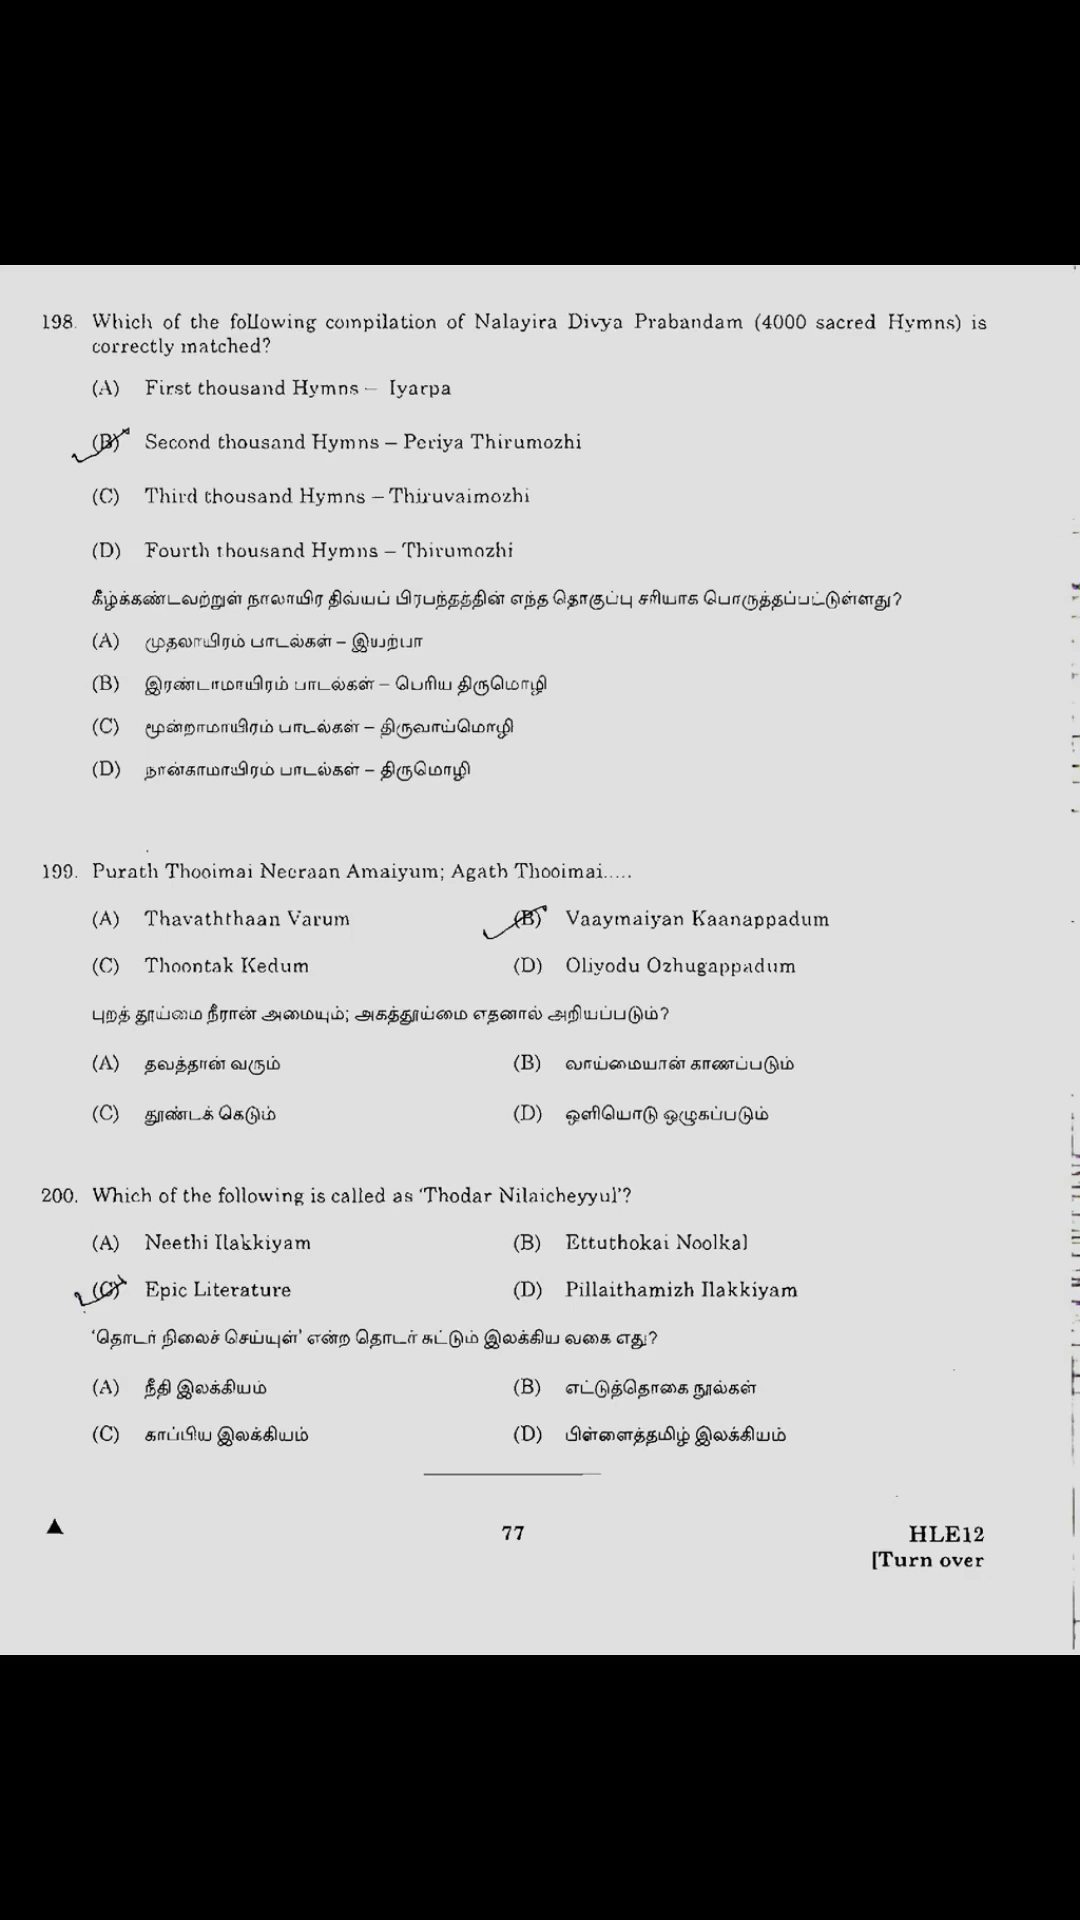 198. Which of the following compilation of Nalayira Divya Prabandam (4000 sacred Hymns) is
correctly matched?
(A) First thousand Hymns – Iyarpa
(B) Second thousand Hymns – Periya Thirumozhi
(C) Third thousand Hymns – Thiruvaimozhi
(D) Fourth thousand Hymns – Thirumozhi
கீழ்க்கண்டவற்றுள் நாலாயிர திவ்யப் பிரபந்தத்தின் எந்த தொகுப்பு சரியாக பொருத்தப்பட்டுள்ளது?
(A) முதலாயிரம் பாடல்கள் – இயற்பா
(B) இரண்டாமாயிரம் பாடல்கள் – பெரிய திருமொழி
(C) மூன்றாமாயிரம் பாடல்கள் – திருவாய்மொழி
(D) நான்காமாயிரம் பாடல்கள் – திருமொழி
199. Purath Thooimai Neeraan Amaiyum; Agath Thooimai.....
(A) Thavaththaan Varum (B) Vaaymaiyan Kaanappadum
(C) Thoontak Kedum (D) Oliyodu Ozhugappadum
புறத் தூய்மை நீரான் அமையும்; அகத்தூய்மை எதனால் அறியப்படும்?
(A) தவத்தான் வரும் (B) வாய்மையான் காணப்படும்
(C) தூண்டக் கெடும் (D) ஒளியொடு ஒழுகப்படும்
200. Which of the following is called as ‘Thodar Nilaicheyyul’?
(A) Neethi Ilakkiyam (B) Ettuthokai Noolkal
(C) Epic Literature (D) Pillaithamizh Ilakkiyam
‘தொடர் நிலைச் செய்யுள்’ என்ற தொடர் சுட்டும் இலக்கிய வகை எது?
(A) நீதி இலக்கியம் (B) எட்டுத்தொகை நூல்கள்
(C) காப்பிய இலக்கியம் (D) பிள்ளைத்தமிழ் இலக்கியம்
▲ 77 HLE12
[Turn over